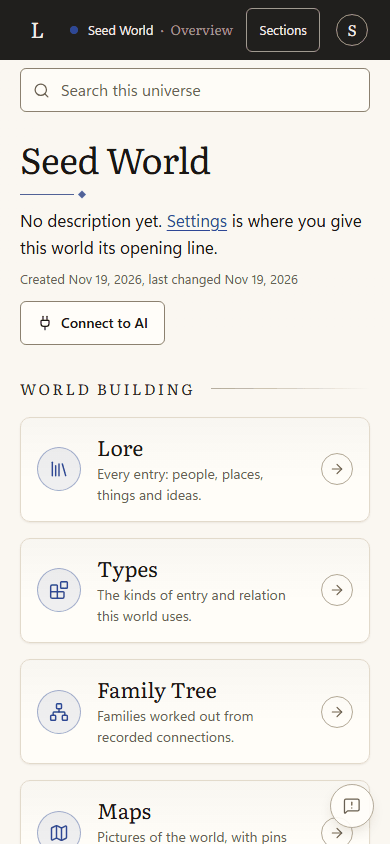 L
Seed World · Overview
Sections
S
Search this universe
Seed World
No description yet. Settings is where you give
this world its opening line.
Created Nov 19, 2026, last changed Nov 19, 2026
Connect to AI
WORLD BUILDING
Lore
Every entry: people, places,
things and ideas.
Types
The kinds of entry and relation
this world uses.
Family Tree
Families worked out from
recorded connections.
Maps
Pictures of the world, with pins